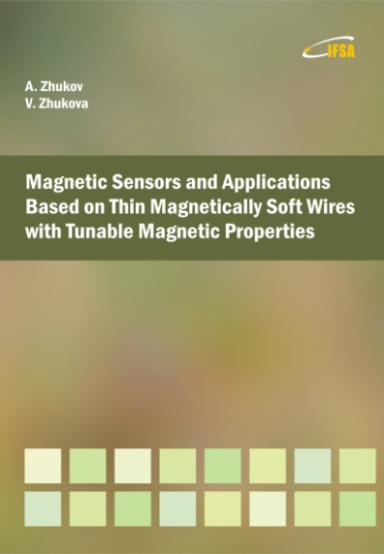 IFSA
A. Zhukov
V. Zhukova
Magnetic Sensors and Applications
Based on Thin Magnetically Soft Wires
with Tunable Magnetic Properties